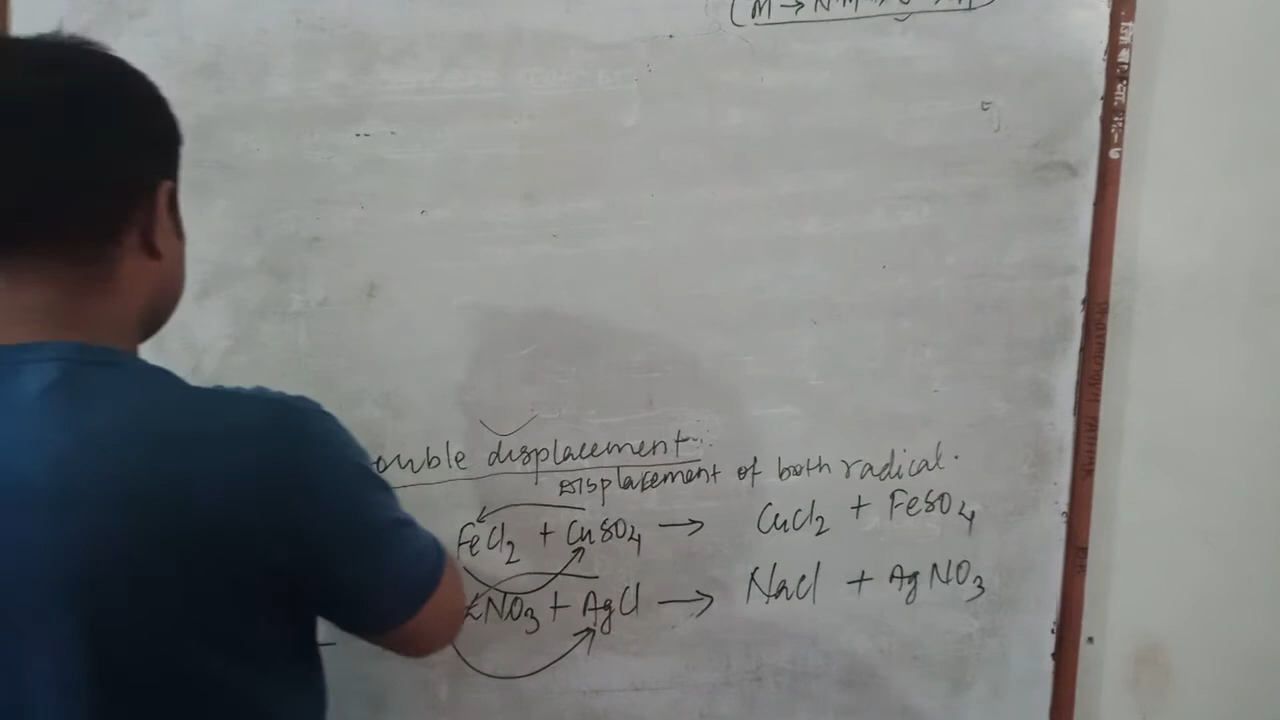 ouble displacement:
Displacement of both radical.
FeCl₂ + CuSO₄ → CuCl₂ + FeSO₄
NO₃ + AgCl → NaCl + AgNO₃